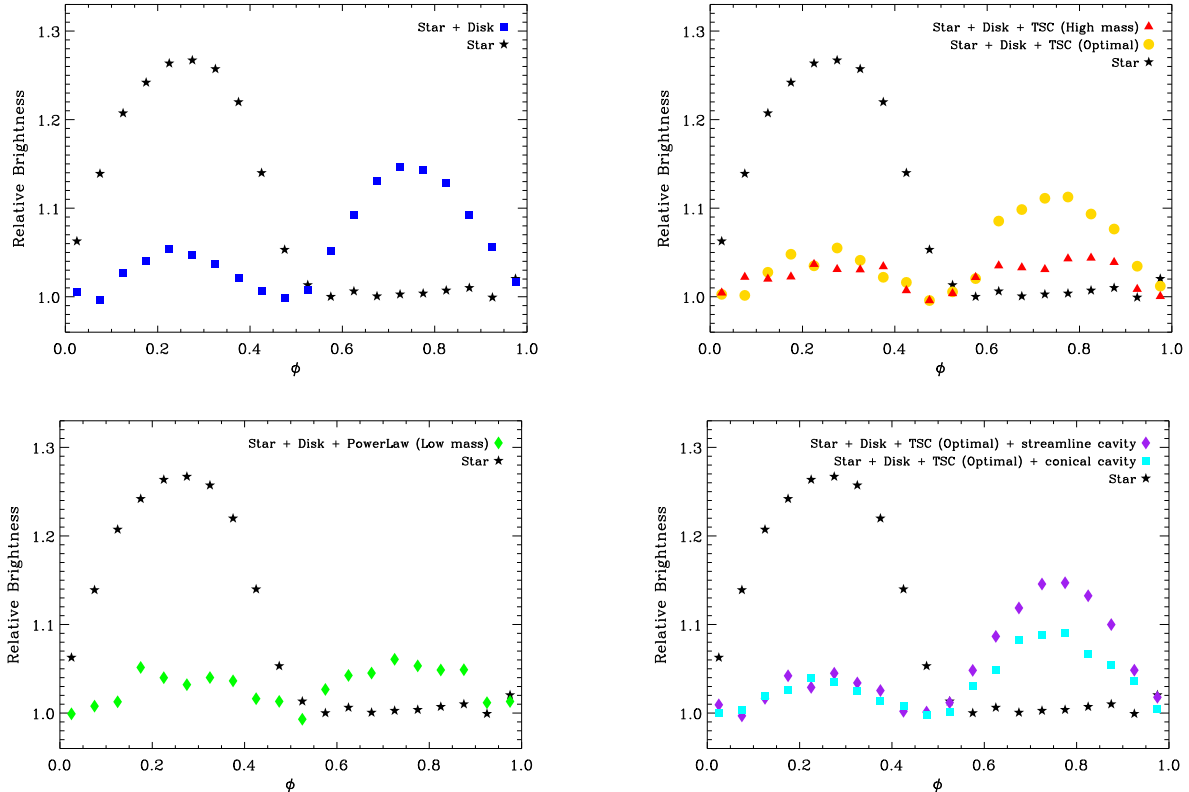 Star + Disk
Star
Relative Brightness
1.3
1.2
1.1
1.0
0.0 0.2 0.4 0.6 0.8 1.0
ϕ
Star + Disk + TSC (High mass)
Star + Disk + TSC (Optimal)
Star
Relative Brightness
1.3
1.2
1.1
1.0
0.0 0.2 0.4 0.6 0.8 1.0
ϕ
Star + Disk + PowerLaw (Low mass)
Star
Relative Brightness
1.3
1.2
1.1
1.0
0.0 0.2 0.4 0.6 0.8 1.0
ϕ
Star + Disk + TSC (Optimal) + streamline cavity
Star + Disk + TSC (Optimal) + conical cavity
Star
Relative Brightness
1.3
1.2
1.1
1.0
0.0 0.2 0.4 0.6 0.8 1.0
ϕ